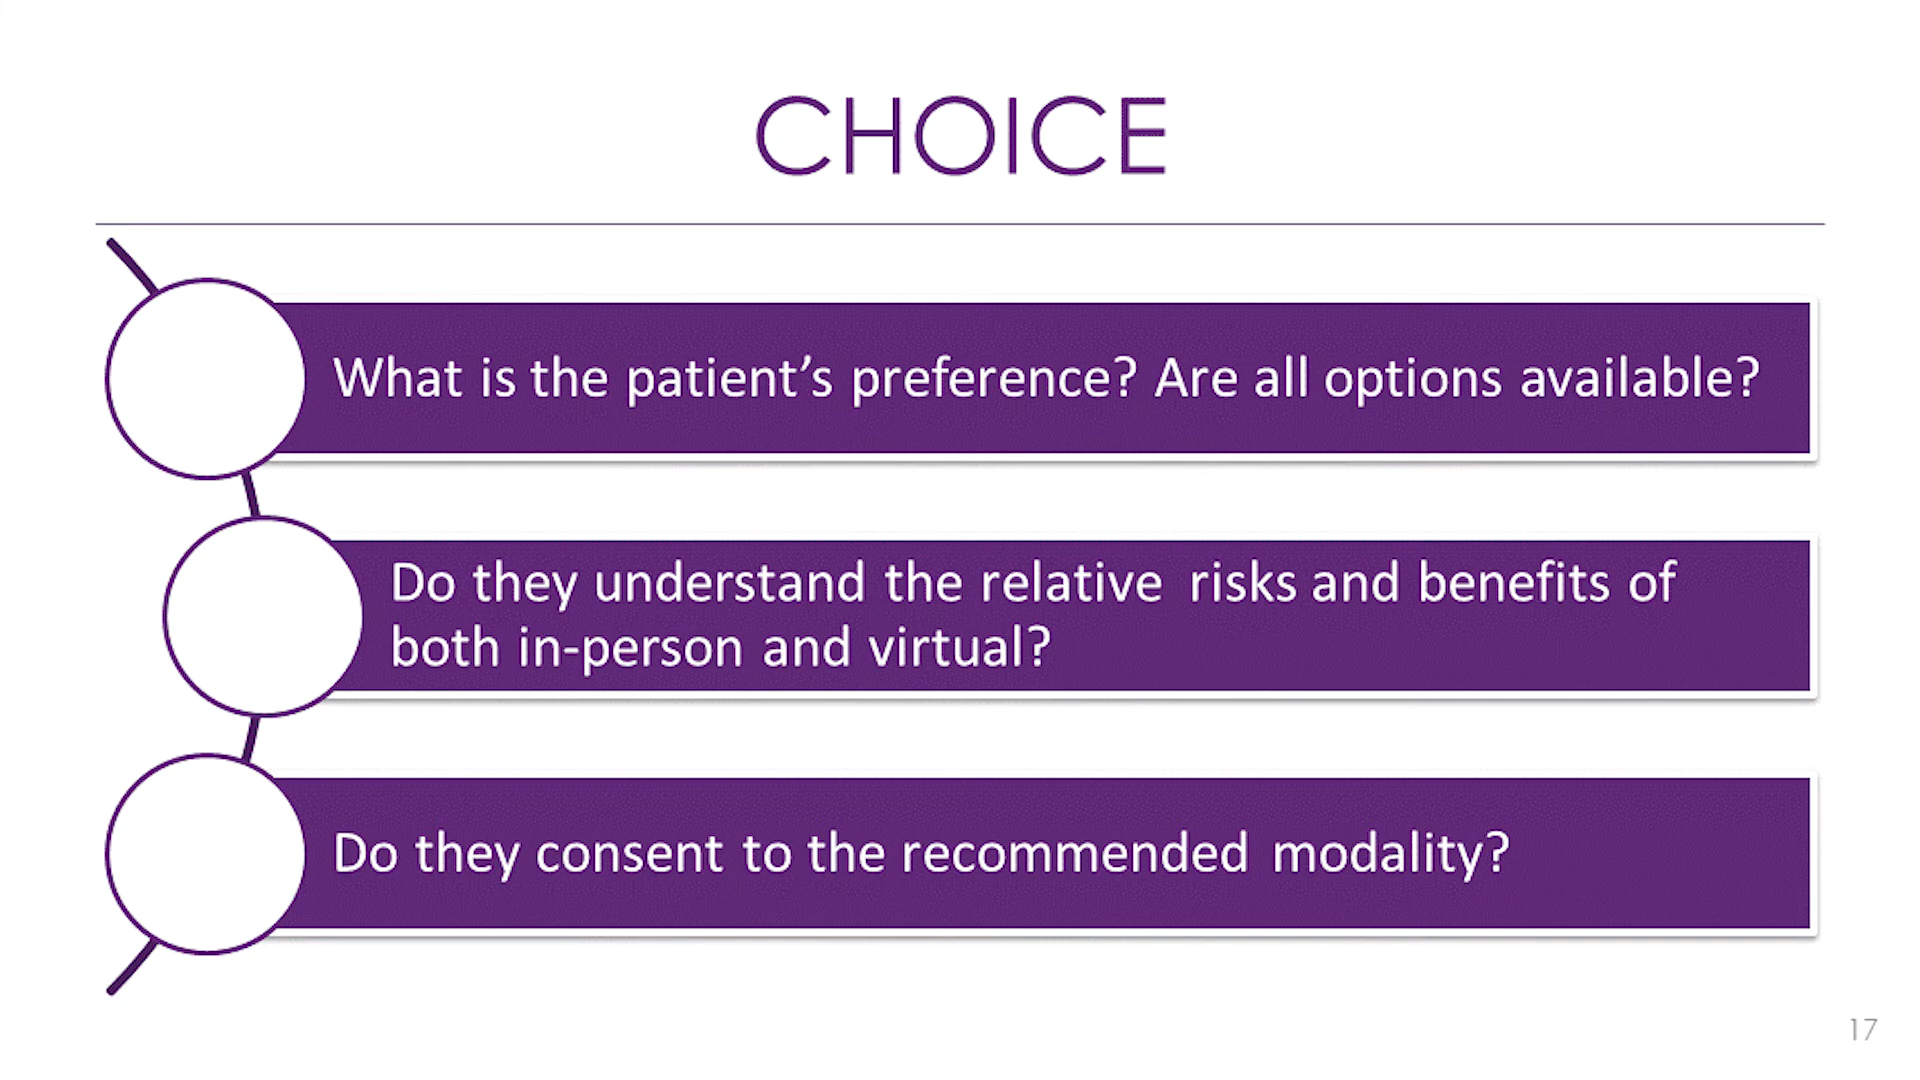 CHOICE
What is the patient’s preference? Are all options available?
Do they understand the relative risks and benefits of
both in-person and virtual?
Do they consent to the recommended modality?
17